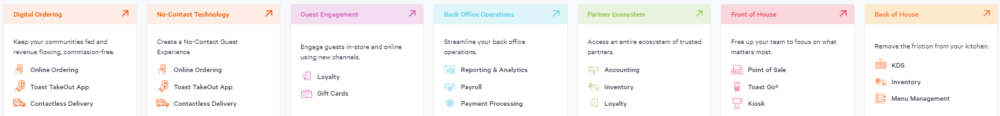 Digital Ordering
Keep your communities fed and
revenue flowing, commission-free.
Online Ordering
Toast TakeOut App
Contactless Delivery
No-Contact Technology
Create a No-Contact Guest
Experience
Online Ordering
Toast TakeOut App
Contactless Delivery
Guest Engagement
Engage guests in-store and online
using new channels.
Loyalty
Gift Cards
Back Office Operations
Streamline your back office
operations.
Reporting & Analytics
Payroll
Payment Processing
Partner Ecosystem
Access an entire ecosystem of trusted
partners.
Accounting
Inventory
Loyalty
Front of House
Free up your team to focus on what
matters most.
Point of Sale
Toast Go®
Kiosk
Back of House
Remove the friction from your kitchen.
KDS
Inventory
Menu Management